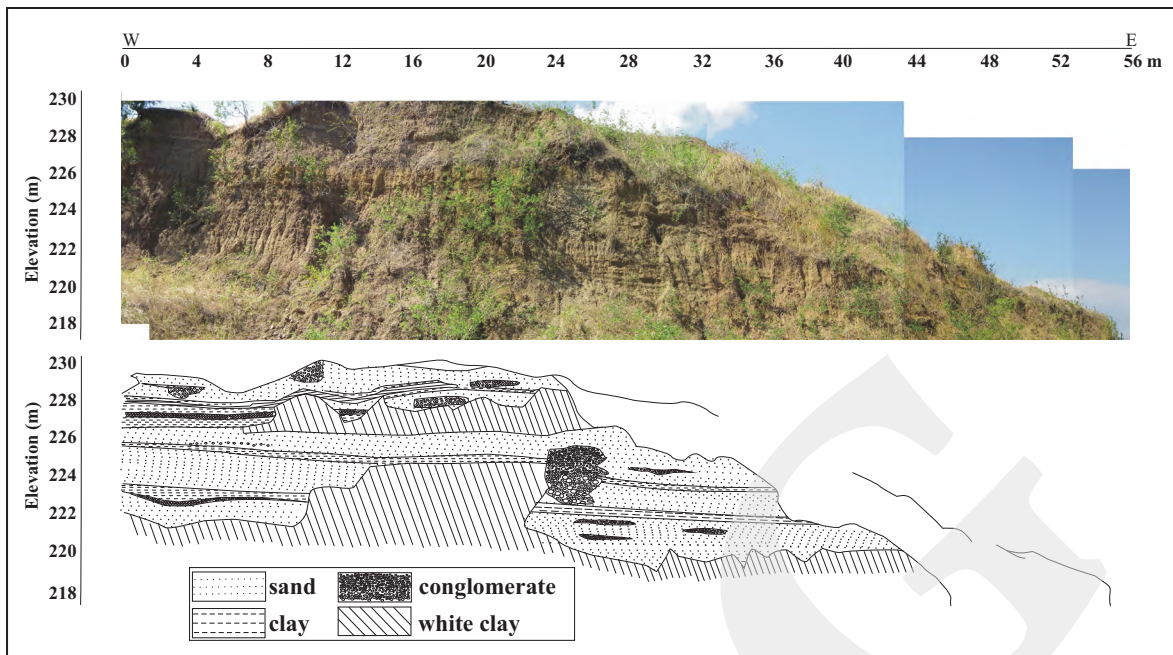 W E
0 4 8 12 16 20 24 28 32 36 40 44 48 52 56 m
230
228
226
224
222
220
218
Elevation (m)
230
228
226
224
222
220
218
Elevation (m)
sand conglomerate
clay white clay
G